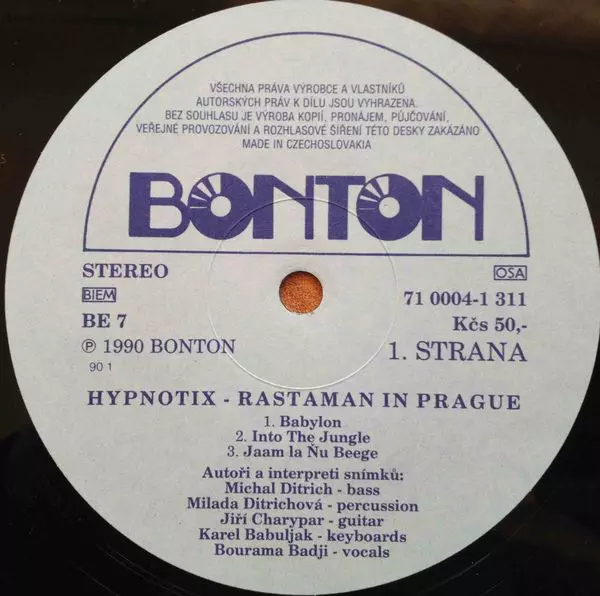 VŠECHNA PRÁVA VÝROBCE A VLASTNÍKŮ
AUTORSKÝCH PRÁV K DÍLU JSOU VYHRAZENA.
BEZ SOUHLASU JE VÝROBA KOPIÍ, PRONÁJEM, PŮJČOVÁNÍ,
VEŘEJNÉ PROVOZOVÁNÍ A ROZHLASOVÉ ŠÍŘENÍ TÉTO DESKY ZAKÁZÁNO
MADE IN CZECHOSLOVAKIA
BONTON
STEREO OSA
BIEM 71 0004-1 311
BE 7 Kčs 50,-
Ⓟ 1990 BONTON 1. STRANA
90 1
HYPNOTIX - RASTAMAN IN PRAGUE
1. Babylon
2. Into The Jungle
3. Jaam la Ňu Beege
Autoři a interpreti snímků:
Michal Ditrich - bass
Milada Ditrichová - percussion
Jiří Charypar - guitar
Karel Babuljak - keyboards
Bourama Badji - vocals